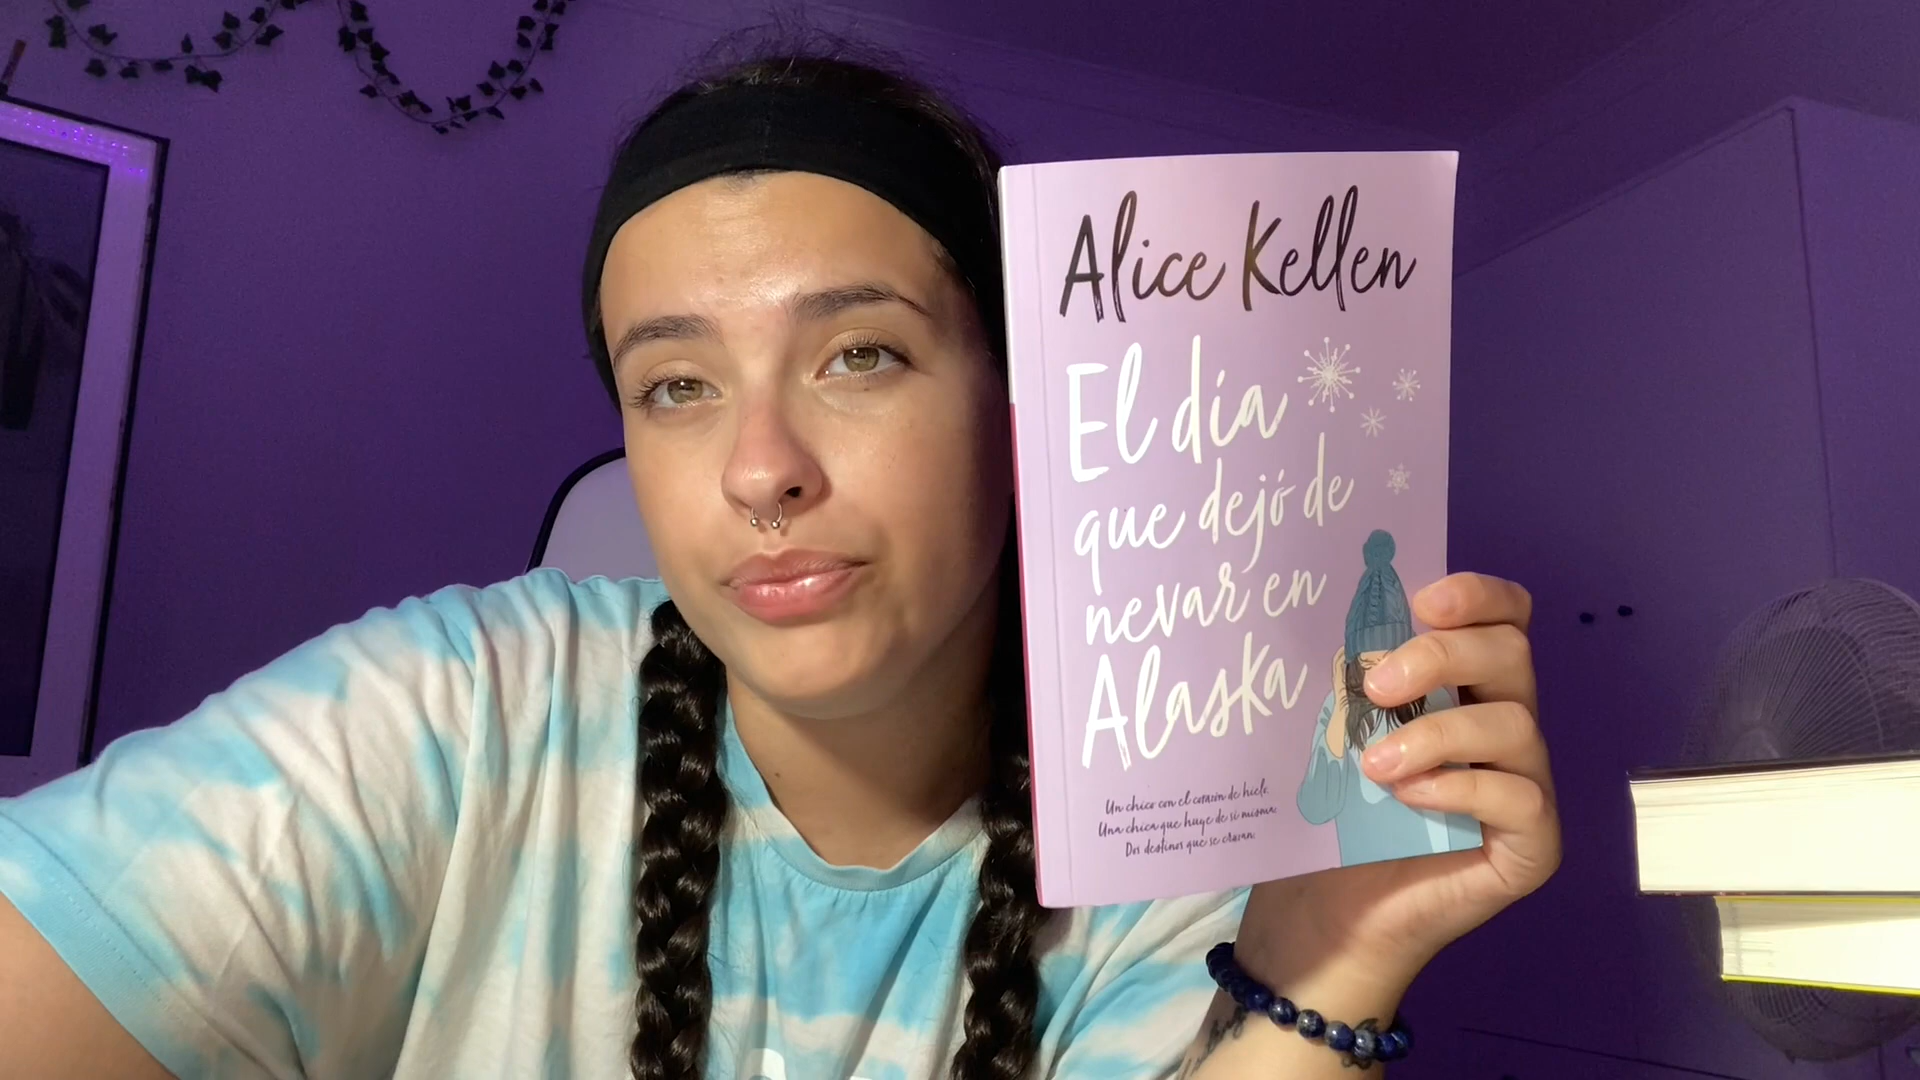 Alice Kellen
El día
que dejó de
nevar en
Alaska
Un chico con el corazón de hielo.
Una chica que huye de sí misma.
Dos destinos que se cruzan.